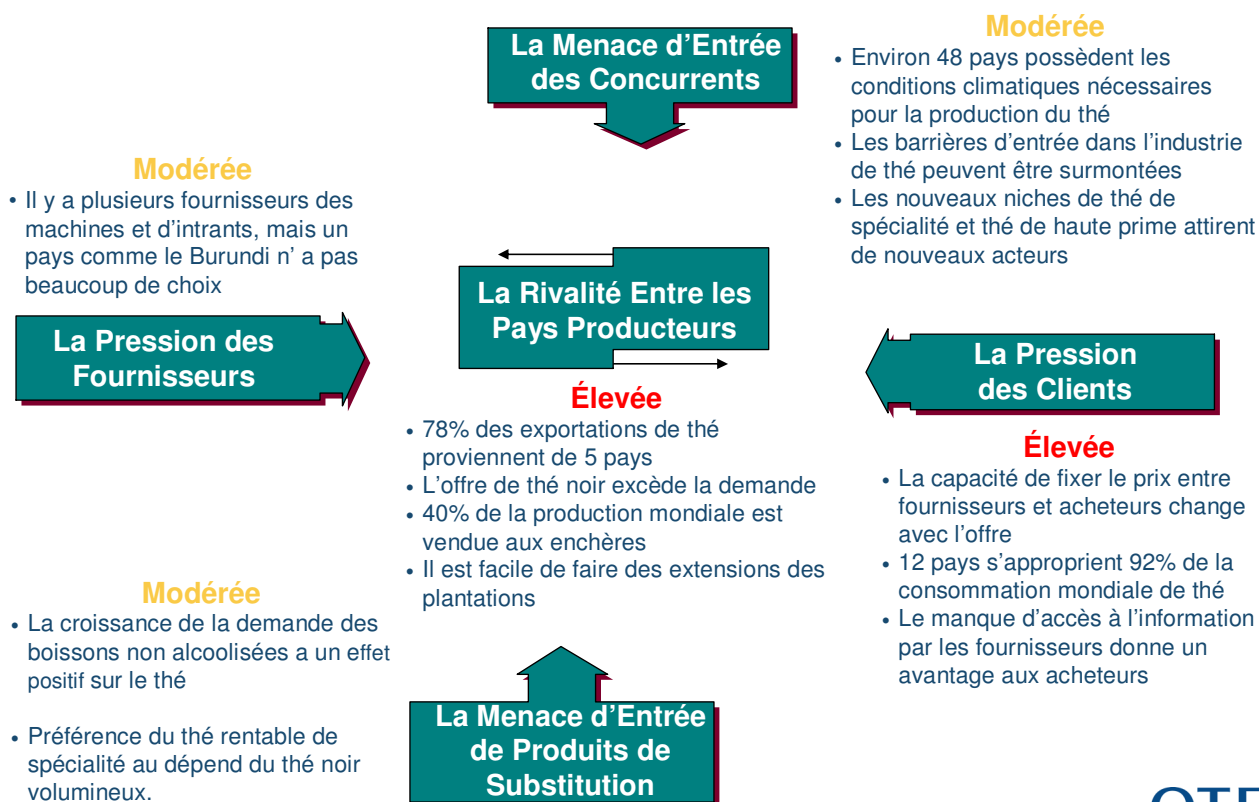 La Menace d'Entrée
des Concurrents
Modérée
• Environ 48 pays possèdent les
conditions climatiques nécessaires
pour la production du thé
• Les barrières d'entrée dans l'industrie
de thé peuvent être surmontées
• Les nouveaux niches de thé de
spécialité et thé de haute prime attirent
de nouveaux acteurs
Modérée
• Il y a plusieurs fournisseurs des
machines et d'intrants, mais un
pays comme le Burundi n' a pas
beaucoup de choix
La Pression des
Fournisseurs
La Rivalité Entre les
Pays Producteurs
Élevée
• 78% des exportations de thé
proviennent de 5 pays
• L'offre de thé noir excède la demande
• 40% de la production mondiale est
vendue aux enchères
• Il est facile de faire des extensions des
plantations
La Pression
des Clients
Élevée
• La capacité de fixer le prix entre
fournisseurs et acheteurs change
avec l'offre
• 12 pays s'approprient 92% de la
consommation mondiale de thé
• Le manque d'accès à l'information
par les fournisseurs donne un
avantage aux acheteurs
Modérée
• La croissance de la demande des
boissons non alcoolisées a un effet
positif sur le thé
• Préférence du thé rentable de
spécialité au dépend du thé noir
volumineux.
La Menace d'Entrée
de Produits de
Substitution